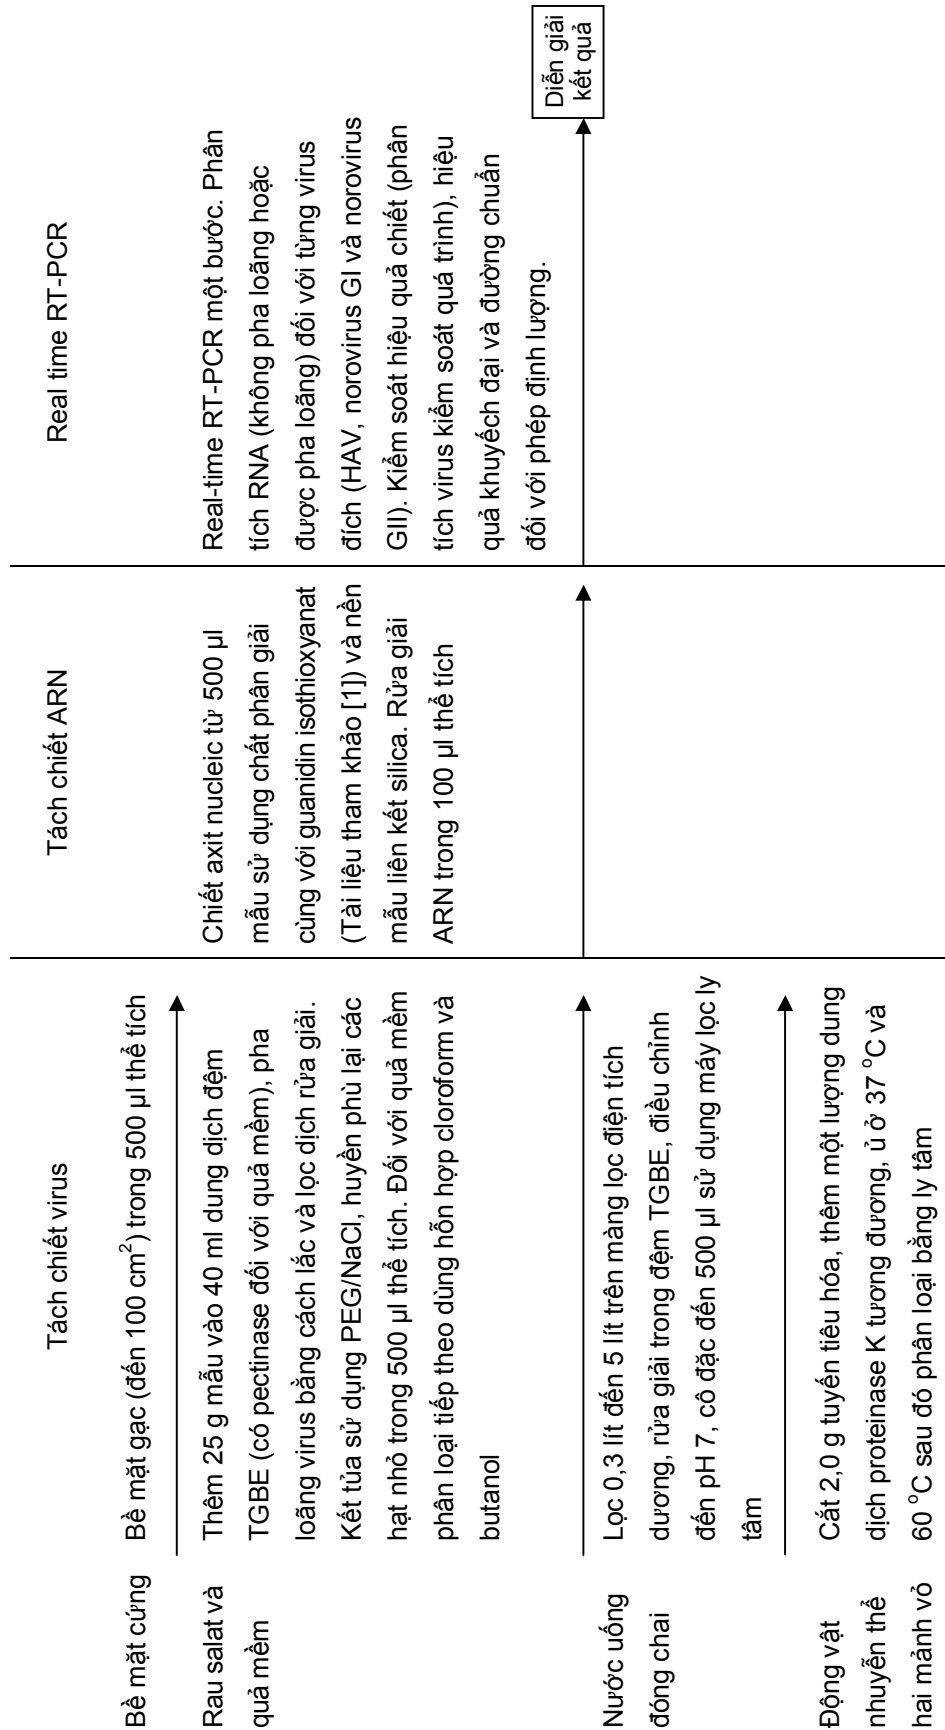 Tách chiết virus
Tách chiết ARN
Real time RT-PCR
Bề mặt cứng
Bề mặt gạc (đến 100 cm²) trong 500 µl thể tích
Rau salat và
quả mềm
Thêm 25 g mẫu vào 40 ml dung dịch đệm
TGBE (có pectinase đối với quả mềm), pha
loãng virus bằng cách lắc và lọc dịch rửa giải.
Kết tủa sử dụng PEG/NaCl, huyền phù lại các
hạt nhỏ trong 500 µl thể tích. Đối với quả mềm
phân loại tiếp theo dùng hỗn hợp cloroform và
butanol
Chiết axit nucleic từ 500 µl
mẫu sử dụng chất phân giải
cùng với guanidin isothioxyanat
(Tài liệu tham khảo [1]) và nền
mẫu liên kết silica. Rửa giải
ARN trong 100 µl thể tích
Real-time RT-PCR một bước. Phân
tích RNA (không pha loãng hoặc
được pha loãng) đối với từng virus
đích (HAV, norovirus GI và norovirus
GII). Kiểm soát hiệu quả chiết (phân
tích virus kiểm soát quá trình), hiệu
quả khuyếch đại và đường chuẩn
đối với phép định lượng.
Diễn giải
kết quả
Nước uống
đóng chai
Lọc 0,3 lít đến 5 lít trên màng lọc điện tích
dương, rửa giải trong đệm TGBE, điều chỉnh
đến pH 7, cô đặc đến 500 µl sử dụng máy lọc ly
tâm
Động vật
nhuyễn thể
hai mảnh vỏ
Cắt 2,0 g tuyến tiêu hóa, thêm một lượng dung
dịch proteinase K tương đương, ủ ở 37 °C và
60 °C sau đó phân loại bằng ly tâm